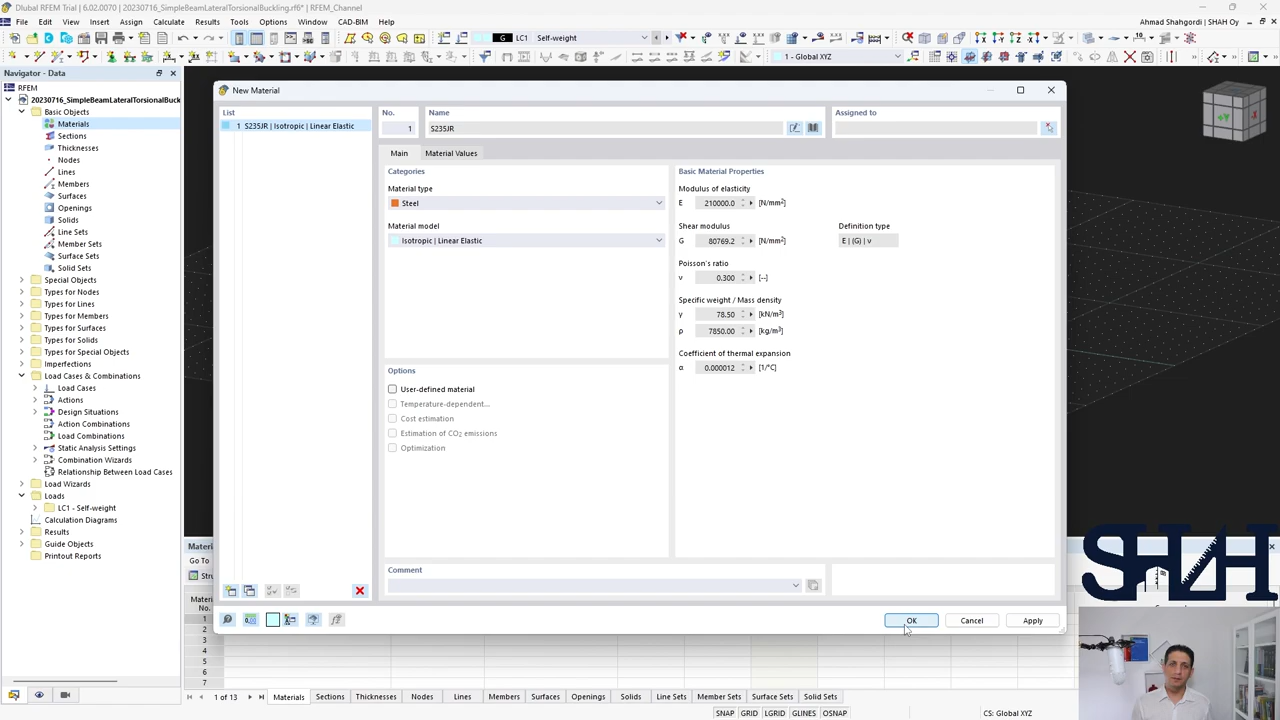 Dlubal RFEM Trial | 6.02.0070 | 20230716_SimpleBeamLateralTorsionalBuckling.rf6* | RFEM_Channel
File Edit View Insert Assign Calculate Results Tools Options Window CAD-BIM Help
Ahmad Shahgordi | SHAH Oy
G LC1 Self-weight
1 - Global XYZ
Navigator - Data
RFEM
20230716_SimpleBeamLateralTorsionalBuck
Basic Objects
Materials
Sections
Thicknesses
Nodes
Lines
Members
Surfaces
Openings
Solids
Line Sets
Member Sets
Surface Sets
Solid Sets
Special Objects
Types for Nodes
Types for Lines
Types for Members
Types for Surfaces
Types for Solids
Types for Special Objects
Imperfections
Load Cases & Combinations
Load Cases
Actions
Design Situations
Action Combinations
Load Combinations
Static Analysis Settings
Combination Wizards
Relationship Between Load Cases
Load Wizards
Loads
LC1 - Self-weight
Calculation Diagrams
Results
Guide Objects
Printout Reports
New Material
List
1 S235JR | Isotropic | Linear Elastic
No.
1
Name
S235JR
Assigned to
Main Material Values
Categories
Material type
Steel
Material model
Isotropic | Linear Elastic
Options
User-defined material
Temperature-dependent...
Cost estimation
Estimation of CO2 emissions
Optimization
Basic Material Properties
Modulus of elasticity
E 210000.0 [N/mm2]
Shear modulus
G 80769.2 [N/mm2]
Definition type
E | (G) | ν
Poisson's ratio
ν 0.300 [--]
Specific weight / Mass density
γ 78.50 [kN/m3]
ρ 7850.00 [kg/m3]
Coefficient of thermal expansion
α 0.000012 [1/°C]
Comment
OK Cancel Apply
Go To
Material
No.
1
2
3
4
5
6
7
1 of 13
Materials Sections Thicknesses Nodes Lines Members Surfaces Openings Solids Line Sets Member Sets Surface Sets Solid Sets
SNAP GRID LGRID GLINES OSNAP
CS: Global XYZ
SHAH